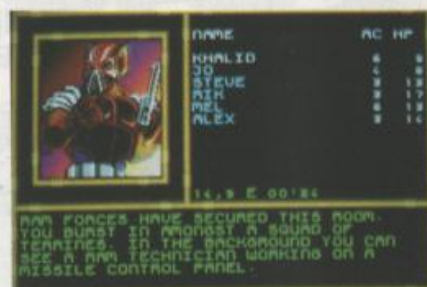 NAME AC HP
KHALID
JO
STEVE
RIK
MEL
ALEX
RAM FORCES HAVE SECURED THIS ROOM.
YOU BURST IN AMONGST A SQUAD OF
TERRINES. IN THE BACKGROUND YOU CAN
SEE A RAM TECHNICIAN WORKING ON A
MISSILE CONTROL PANEL.